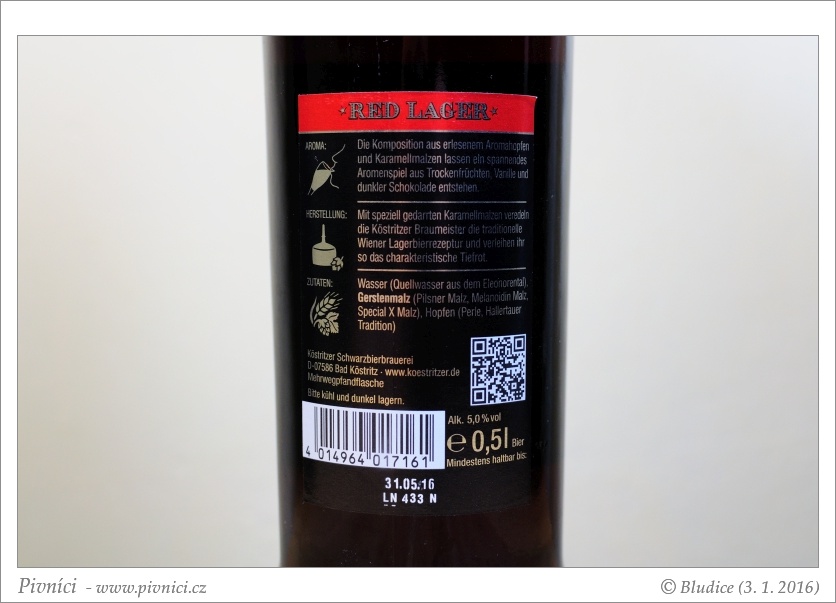 ★RED LAGER★
AROMA:
Die Komposition aus erlesenem Aromahopfen
und Karamellmalzen lassen ein spannendes
Aromenspiel aus Trockenfrüchten, Vanille und
dunkler Schokolade entstehen.
HERSTELLUNG:
Mit speziell gedarrten Karamellmalzen veredeln
die Köstritzer Braumeister die traditionelle
Wiener Lagerbierrezeptur und verleihen ihr
so das charakteristische Tiefrot.
ZUTATEN:
Wasser (Quellwasser aus dem Eleonorental),
Gerstenmalz (Pilsner Malz, Melanoidin Malz,
Special X Malz), Hopfen (Perle, Hallertauer
Tradition)
Köstritzer Schwarzbierbrauerei
D-07586 Bad Köstritz · www.koestritzer.de
Mehrwegpfandflasche
Bitte kühl und dunkel lagern.
4 014964 017161
Alk. 5,0 % vol
℮ 0,5l Bier
Mindestens haltbar bis:
31.05.16
LN 433 N
Pivníci - www.pivnici.cz
© Bludice (3. 1. 2016)